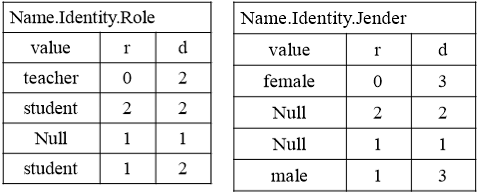 Name.Identity.Role
value r d
teacher 0 2
student 2 2
Null 1 1
student 1 2
Name.Identity.Jender
value r d
female 0 3
Null 2 2
Null 1 1
male 1 3